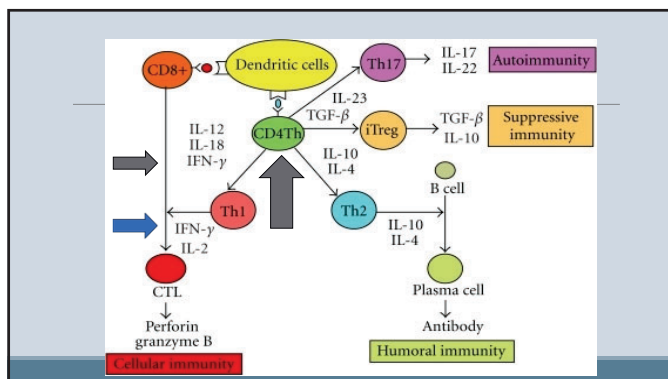 CD8+
Dendritic cells
Th17
IL-17
IL-22
Autoimmunity
IL-23
TGF-β
CD4Th
iTreg
TGF-β
IL-10
Suppressive
immunity
IL-12
IL-18
IFN-γ
IL-10
IL-4
B cell
Th1
Th2
IFN-γ
IL-2
IL-10
IL-4
CTL
Plasma cell
Perforin
granzyme B
Antibody
Cellular immunity
Humoral immunity